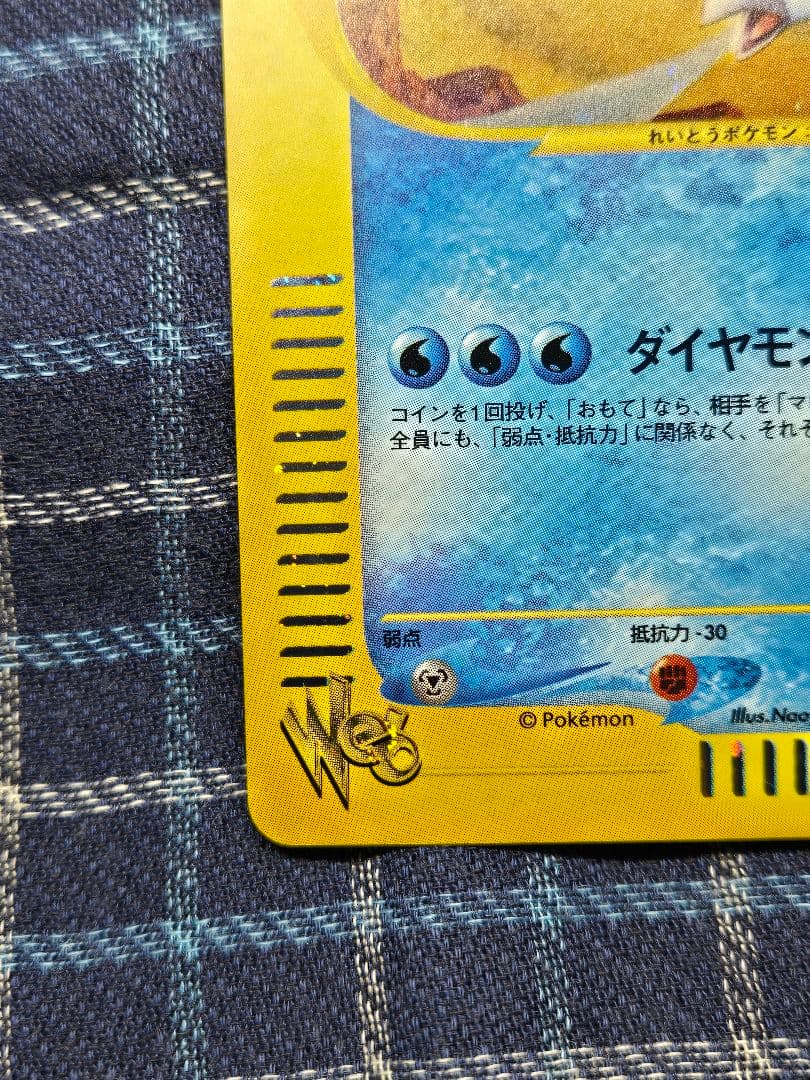 れいとうポケモン
ダイヤモン
コインを1回投げ、「おもて」なら、相手を「マ
全員にも、「弱点・抵抗力」に関係なく、それぞ
弱点
抵抗力 -30
© Pokémon
Illus. Nao
Web